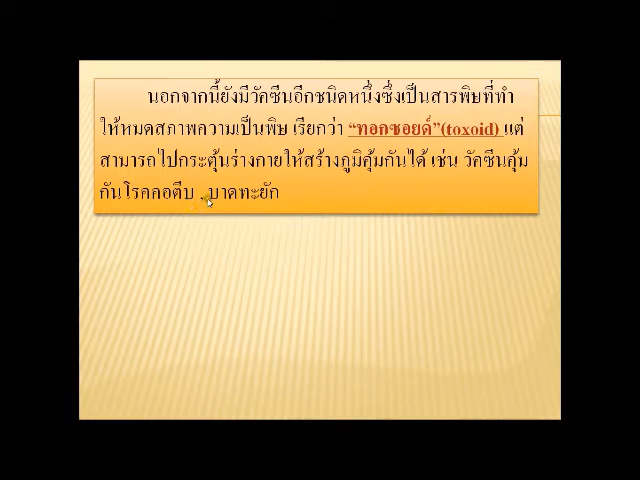 นอกจากนี้ยังมีวัคซีนอีกชนิดหนึ่งซึ่งเป็นสารพิษที่ทำ
ให้หมดสภาพความเป็นพิษ เรียกว่า “ทอกซอยด์”(toxoid) แต่
สามารถไปกระตุ้นร่างกายให้สร้างภูมิคุ้มกันได้ เช่น วัคซีนคุ้ม
กันโรคคอตีบ , บาดทะยัก